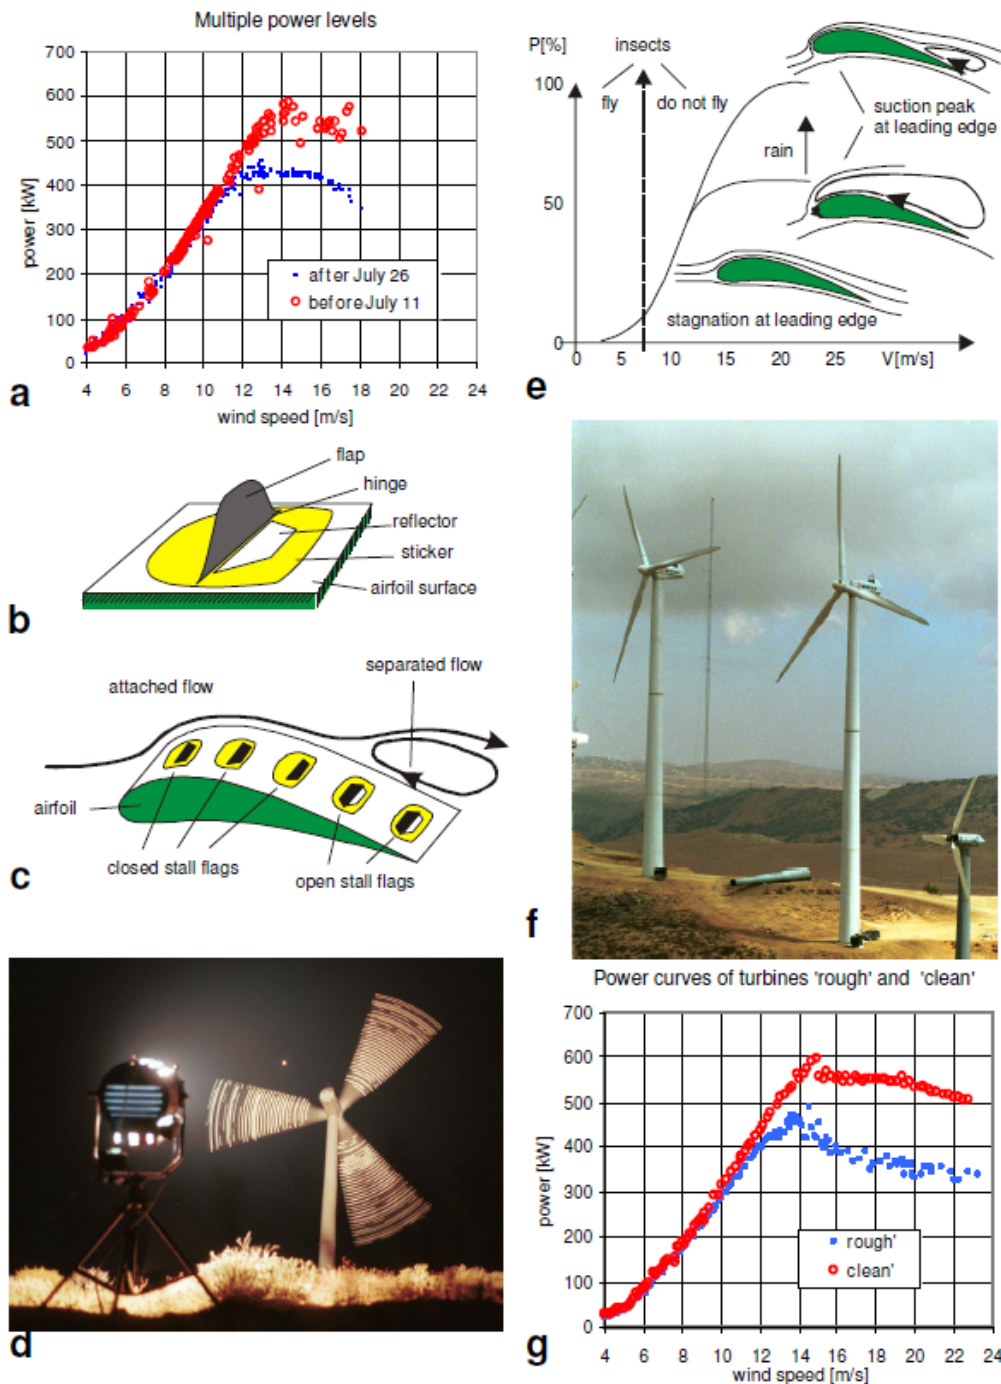 Multiple power levels
700
600
500
400
300
200
100
0
power [kW]
after July 26
before July 11
4 6 8 10 12 14 16 18 20 22 24
wind speed [m/s]
a
flap
hinge
reflector
sticker
airfoil surface
b
separated flow
attached flow
airfoil
closed stall flags
open stall flags
c
d
P[%]
insects
fly
do not fly
100
suction peak
at leading edge
rain
50
stagnation at leading edge
0
0 5 10 15 20 25 V[m/s]
e
f
Power curves of turbines 'rough' and 'clean'
700
600
500
400
300
200
100
0
power [kW]
rough'
clean'
4 6 8 10 12 14 16 18 20 22 24
wind speed [m/s]
g